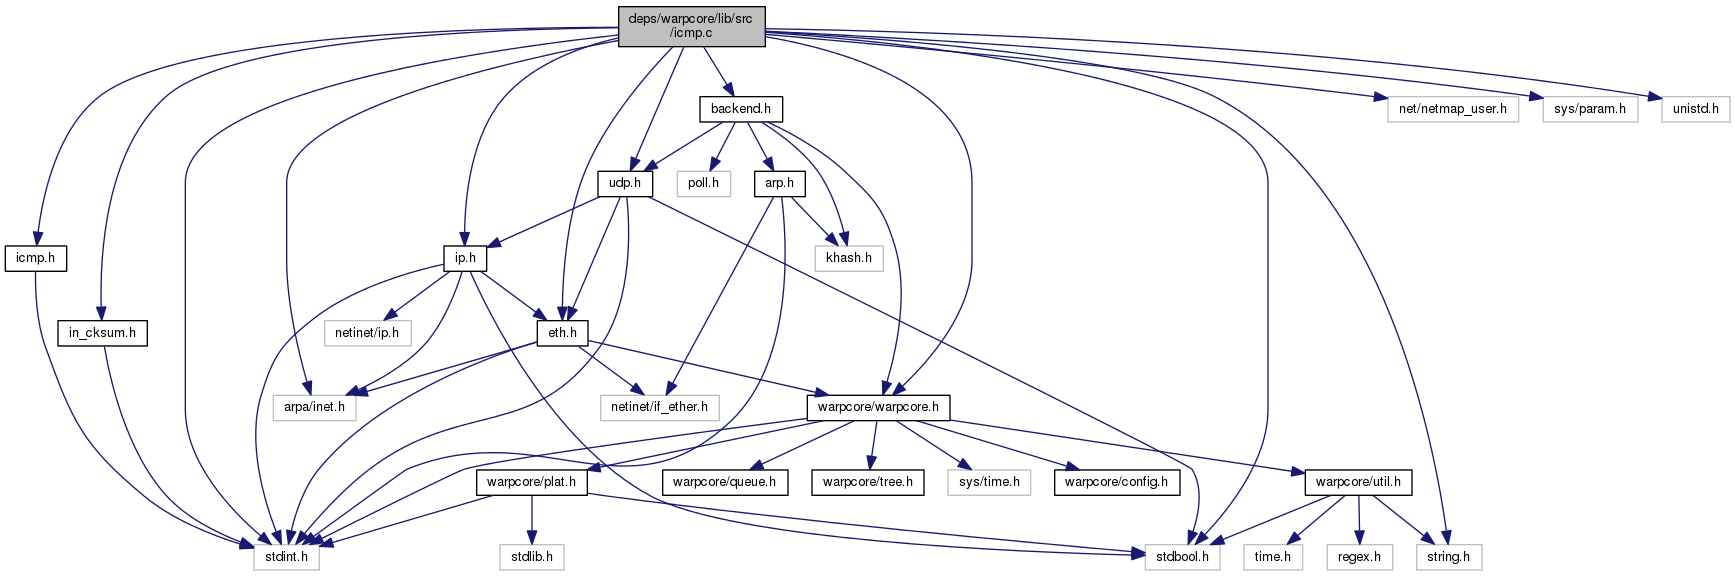 deps/warpcore/lib/src
/icmp.c
backend.h
net/netmap_user.h
sys/param.h
unistd.h
udp.h
poll.h
arp.h
icmp.h
ip.h
khash.h
in_cksum.h
netinet/ip.h
eth.h
arpa/inet.h
netinet/if_ether.h
warpcore/warpcore.h
warpcore/plat.h
warpcore/queue.h
warpcore/tree.h
sys/time.h
warpcore/config.h
warpcore/util.h
stdint.h
stdlib.h
stdbool.h
time.h
regex.h
string.h